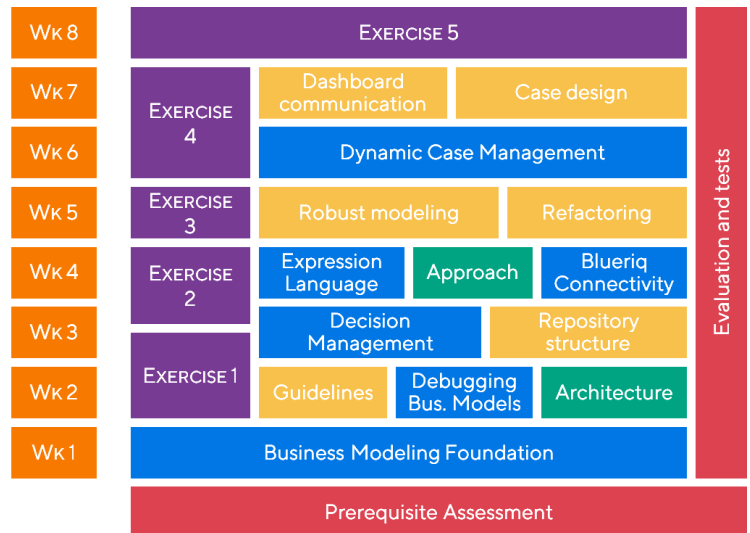 Wk 8
Exercise 5
Wk 7
Exercise
4
Dashboard
communication
Case design
Wk 6
Dynamic Case Management
Wk 5
Exercise
3
Robust modeling
Refactoring
Wk 4
Exercise
2
Expression
Language
Approach
Blueriq
Connectivity
Wk 3
Decision
Management
Repository
structure
Exercise 1
Wk 2
Guidelines
Debugging
Bus. Models
Architecture
Wk 1
Business Modeling Foundation
Evaluation and tests
Prerequisite Assessment